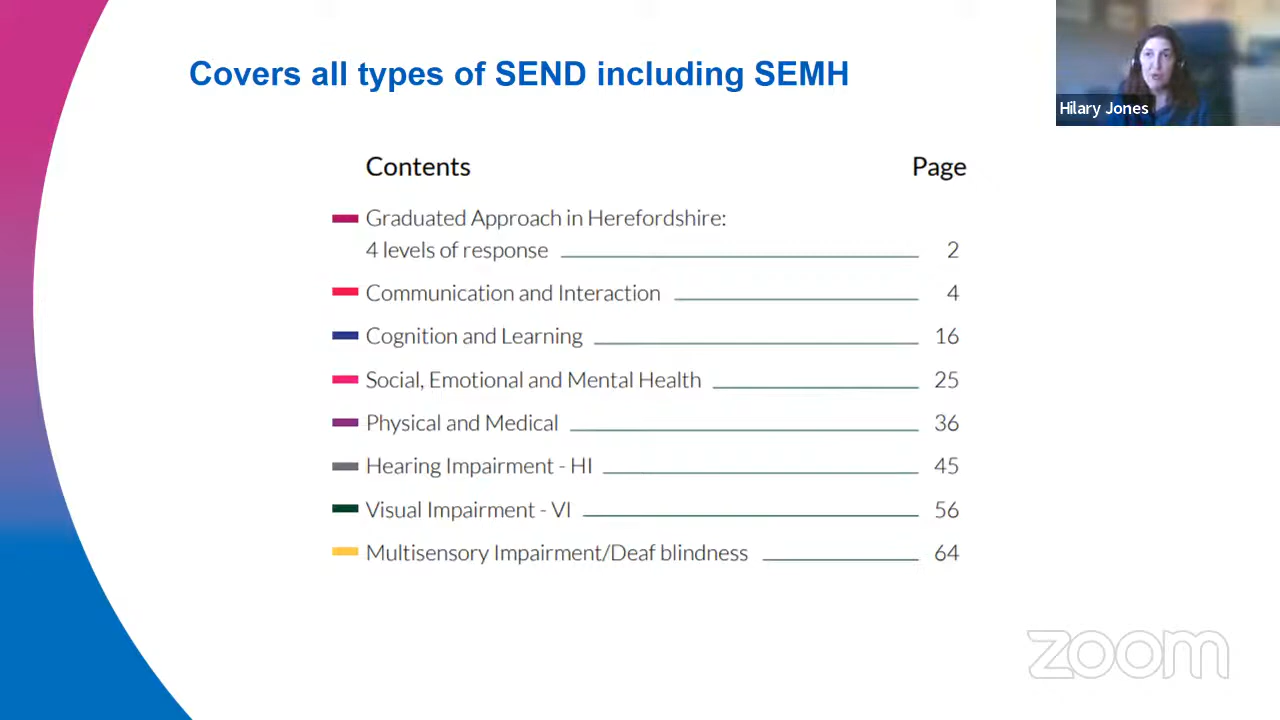 Covers all types of SEND including SEMH
Hilary Jones
Contents Page
Graduated Approach in Herefordshire:
4 levels of response 2
Communication and Interaction 4
Cognition and Learning 16
Social, Emotional and Mental Health 25
Physical and Medical 36
Hearing Impairment - HI 45
Visual Impairment - VI 56
Multisensory Impairment/Deaf blindness 64
zoom